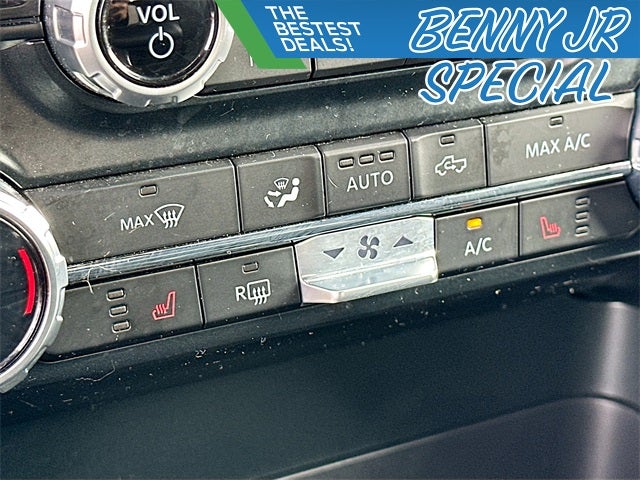 VOL
THE
BESTEST
DEALS!
BENNY JR
SPECIAL
MAX
AUTO
MAX A/C
R
A/C